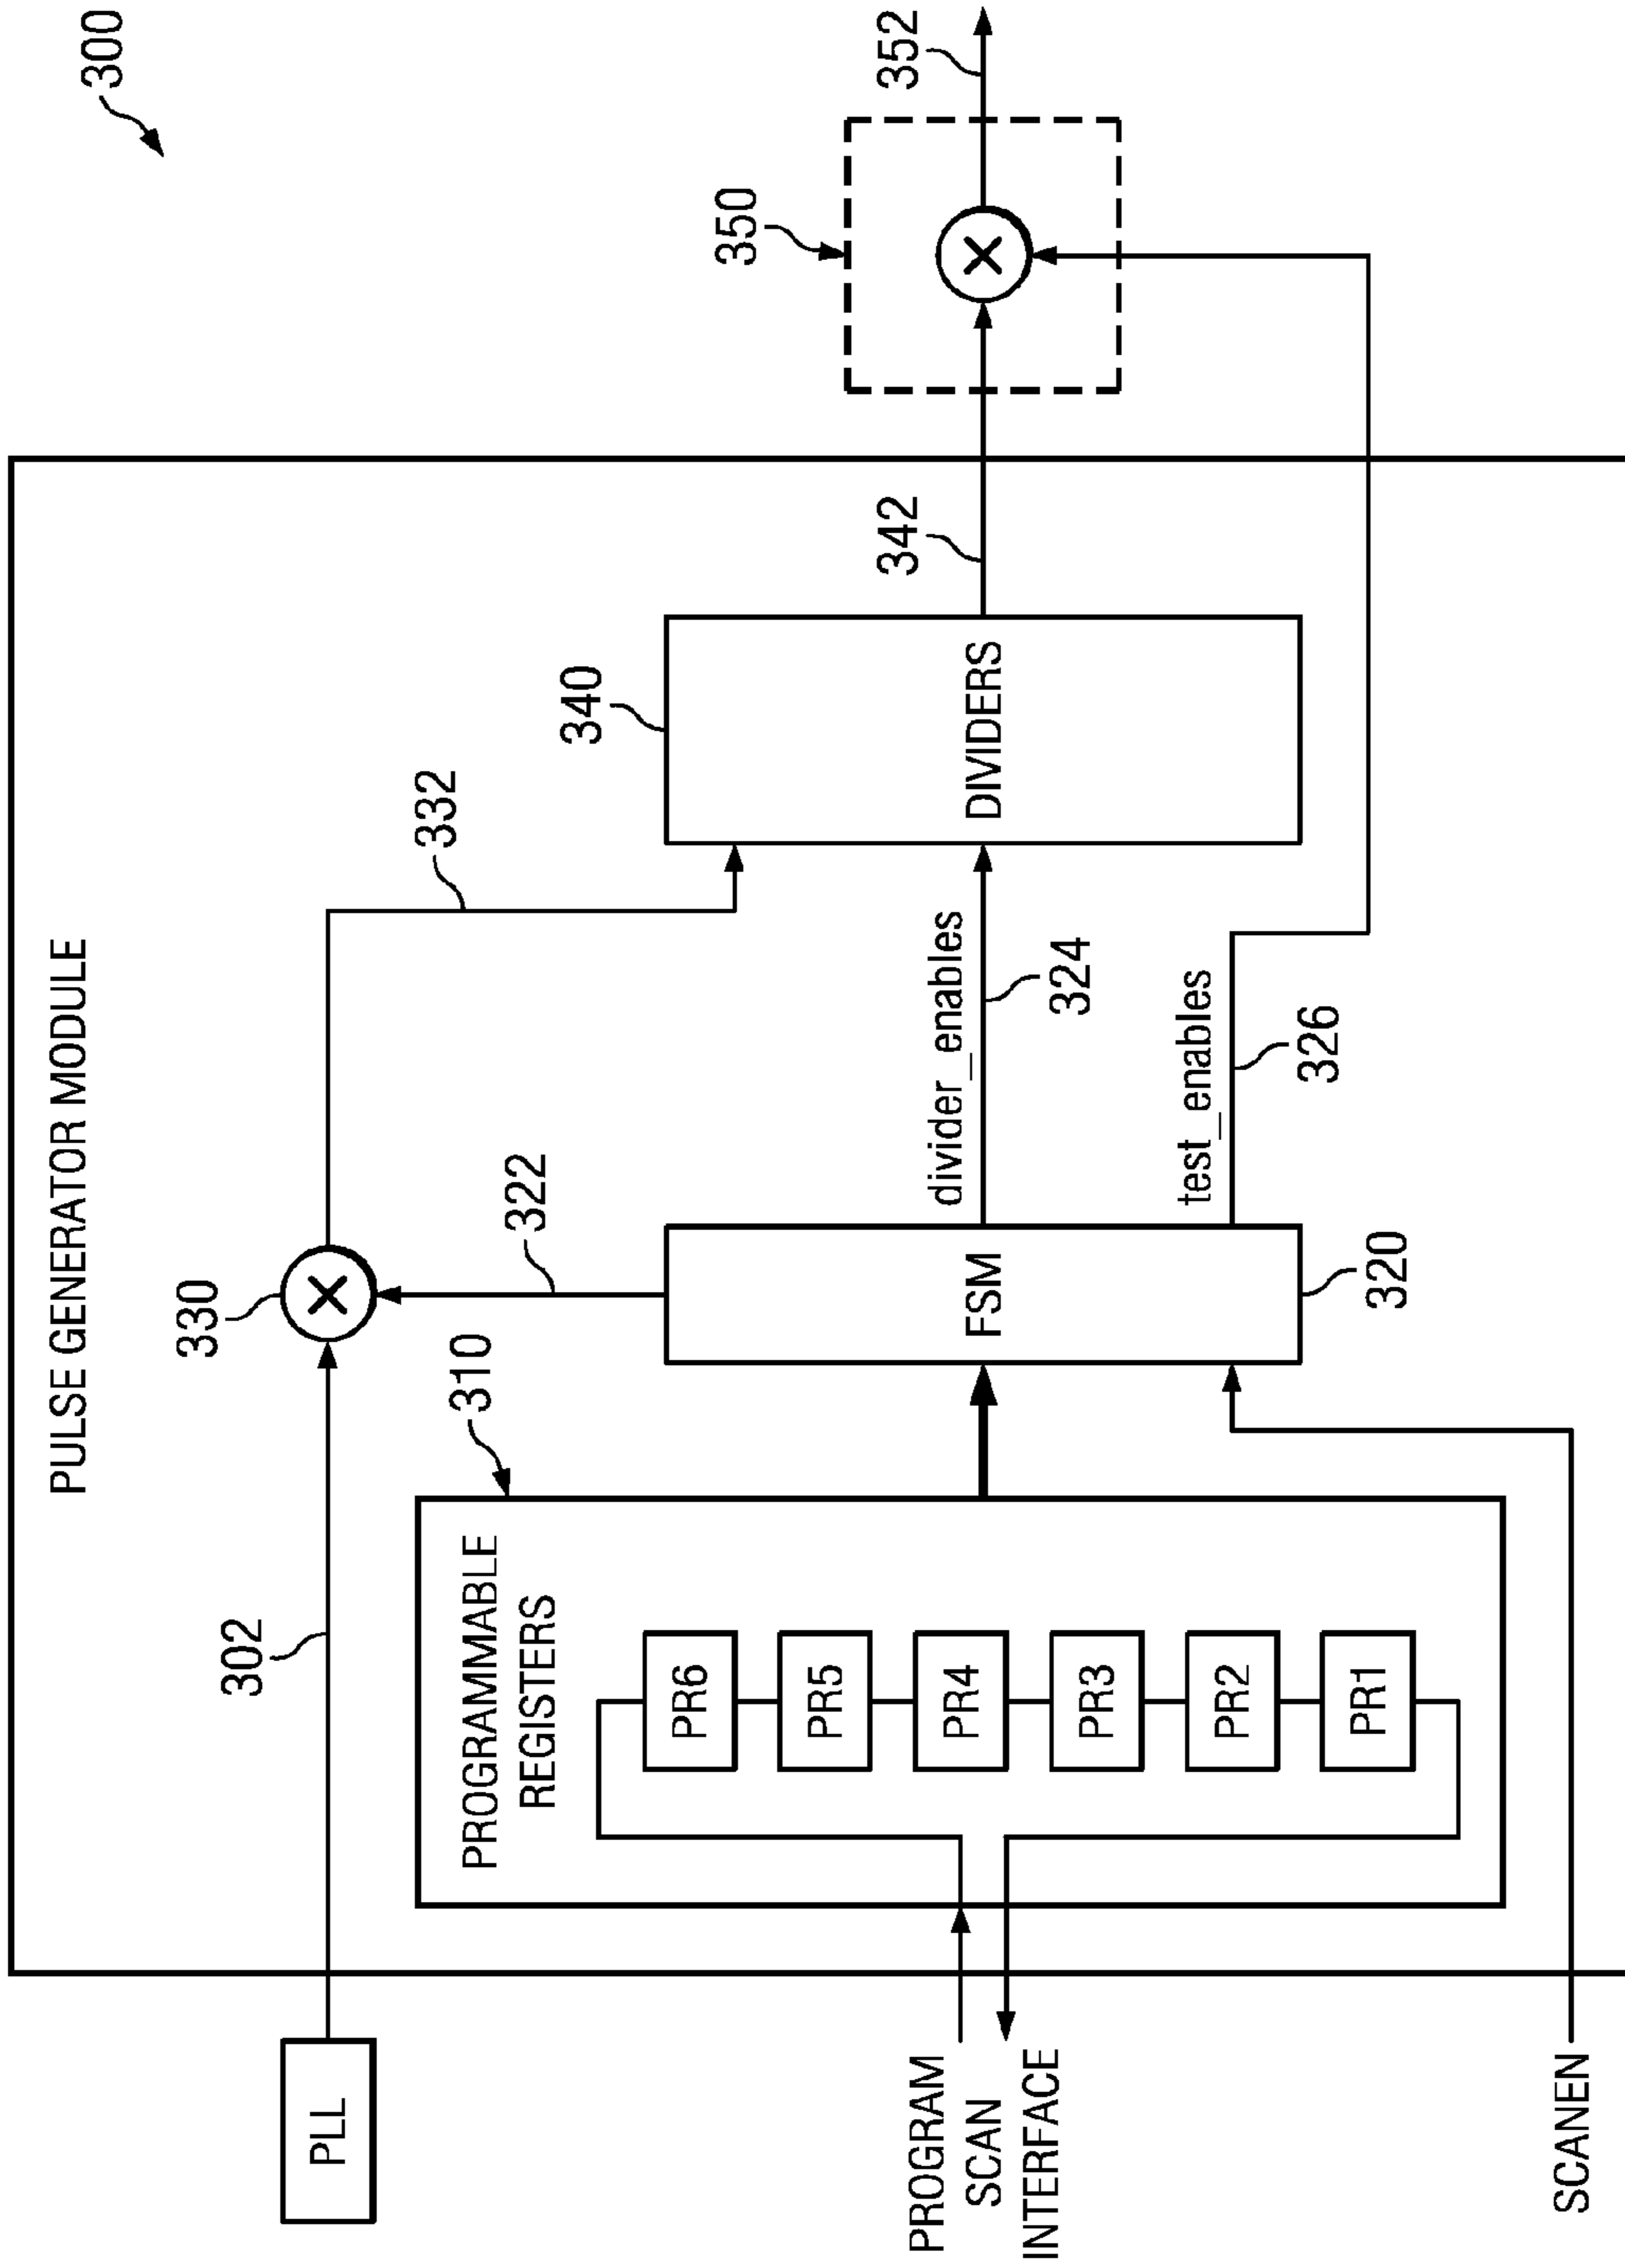 300
PULSE GENERATOR MODULE
PLL
302
330
332
322
310
PROGRAMMABLE
REGISTERS
PR6
PR5
PR4
PR3
PR2
PR1
FSM
320
divider_enables
324
test_enables
326
340
DIVIDERS
342
350
352
PROGRAM
SCAN
INTERFACE
SCANEN